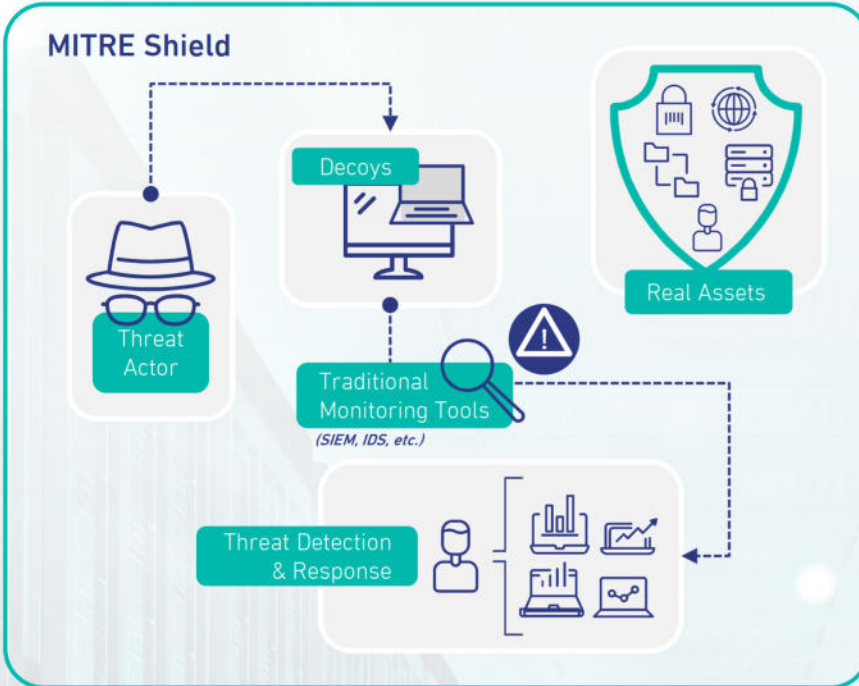 MITRE Shield
Decoys
Real Assets
Threat
Actor
!
Traditional
Monitoring Tools
(SIEM, IDS, etc.)
Threat Detection
& Response